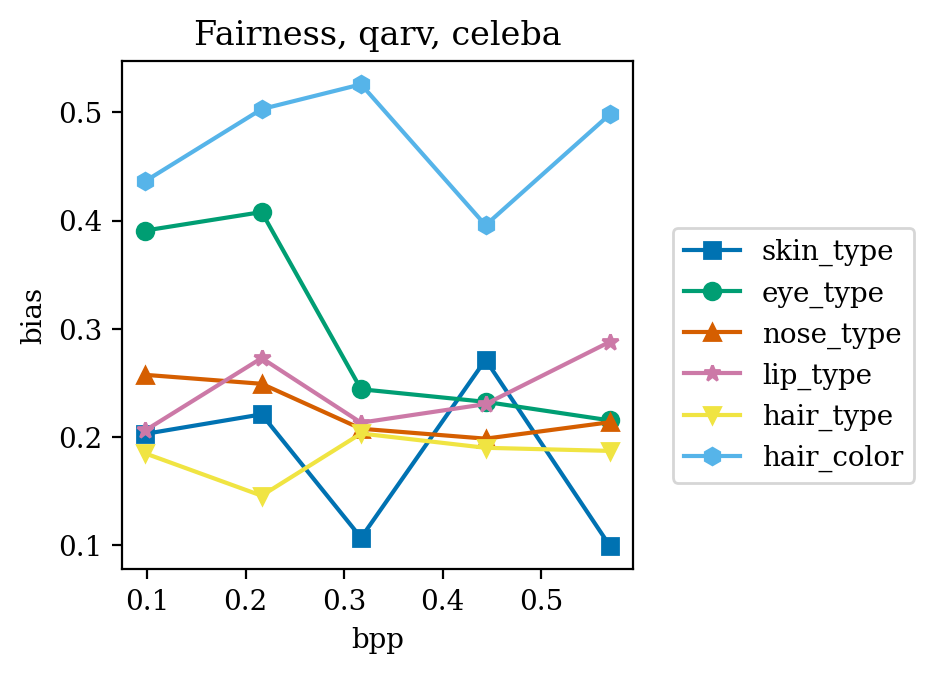 Fairness, qarv, celeba
0.5
0.4
0.3
0.2
0.1
bias
0.1 0.2 0.3 0.4 0.5
bpp
skin_type
eye_type
nose_type
lip_type
hair_type
hair_color